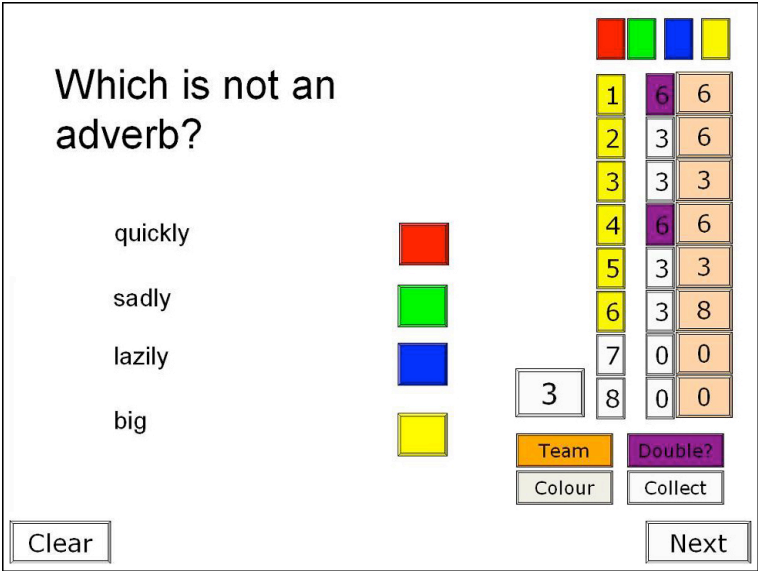 Which is not an
adverb?
quickly
sadly
lazily
big
1 6 6
2 3 6
3 3 3
4 6 6
5 3 3
6 3 8
7 0 0
3 8 0 0
Team Double?
Colour Collect
Clear Next